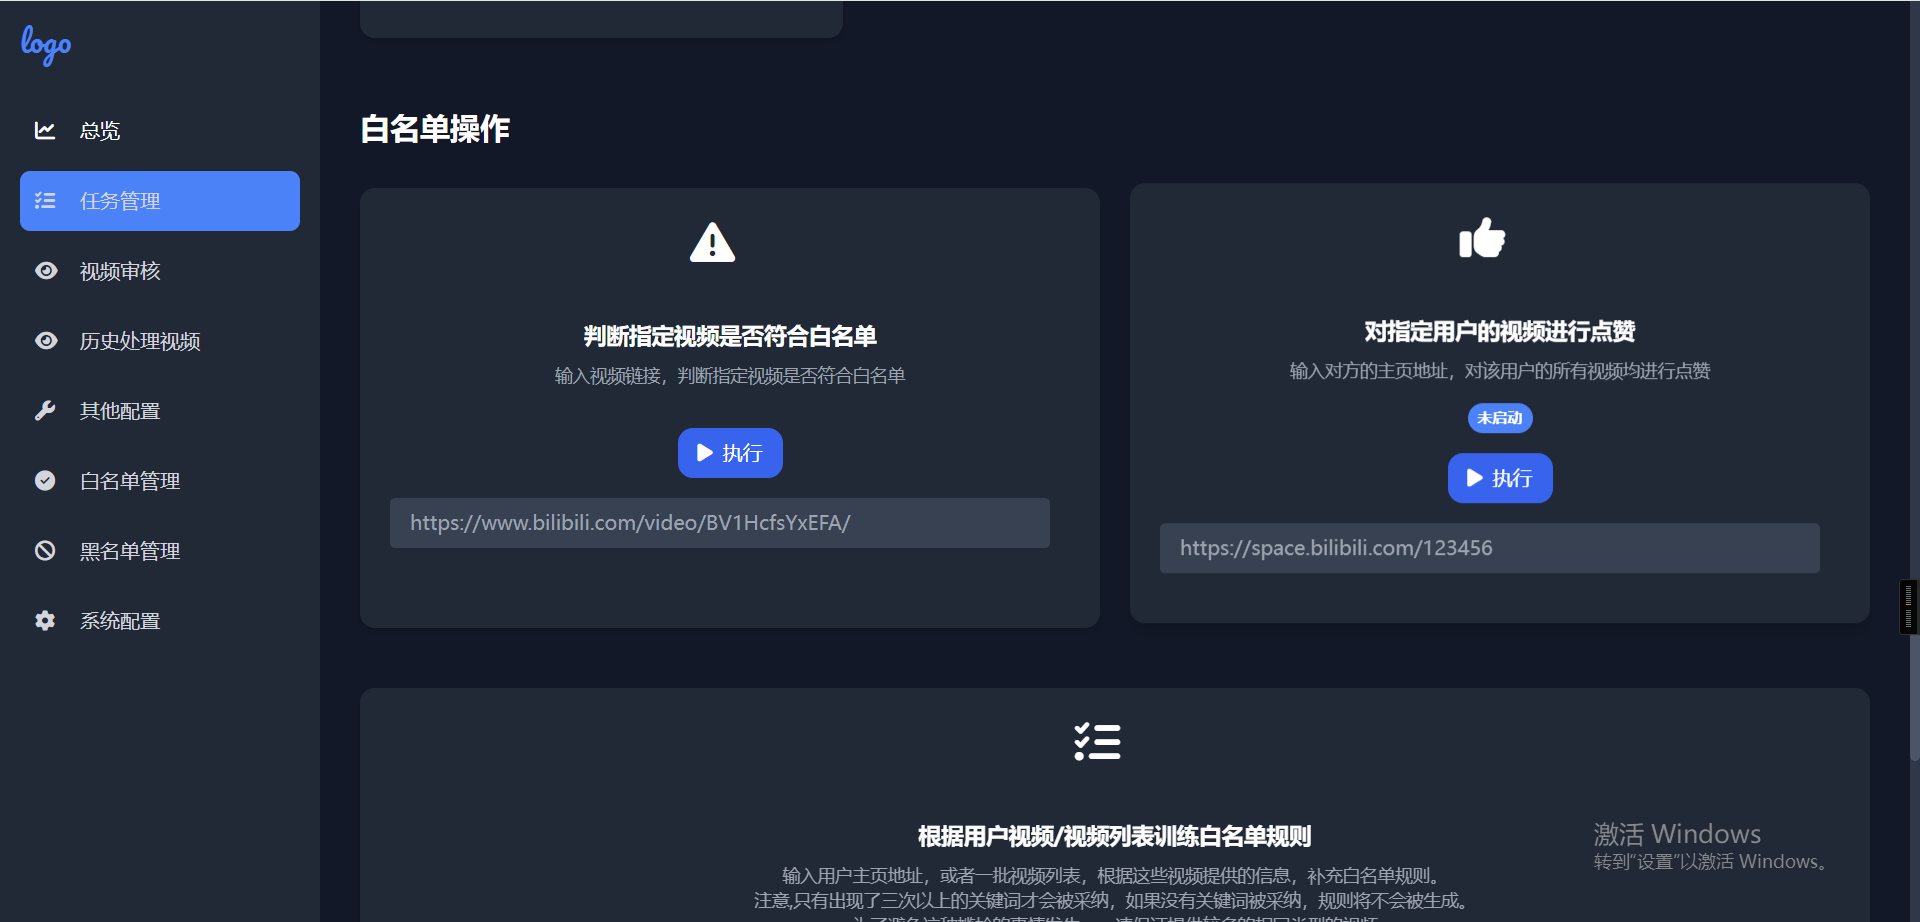 logo
总览
任务管理
视频审核
历史处理视频
其他配置
白名单管理
黑名单管理
系统配置
白名单操作
判断指定视频是否符合白名单
输入视频链接，判断指定视频是否符合白名单
执行
https://www.bilibili.com/video/BV1HcfsYxEFA/
对指定用户的视频进行点赞
输入对方的主页地址，对该用户的所有视频均进行点赞
未启动
执行
https://space.bilibili.com/123456
根据用户视频/视频列表训练白名单规则
输入用户主页地址，或者一批视频列表，根据这些视频提供的信息，补充白名单规则。
注意,只有出现了三次以上的关键词才会被采纳，如果没有关键词被采纳，规则将不会被生成。
激活 Windows
转到“设置”以激活 Windows。